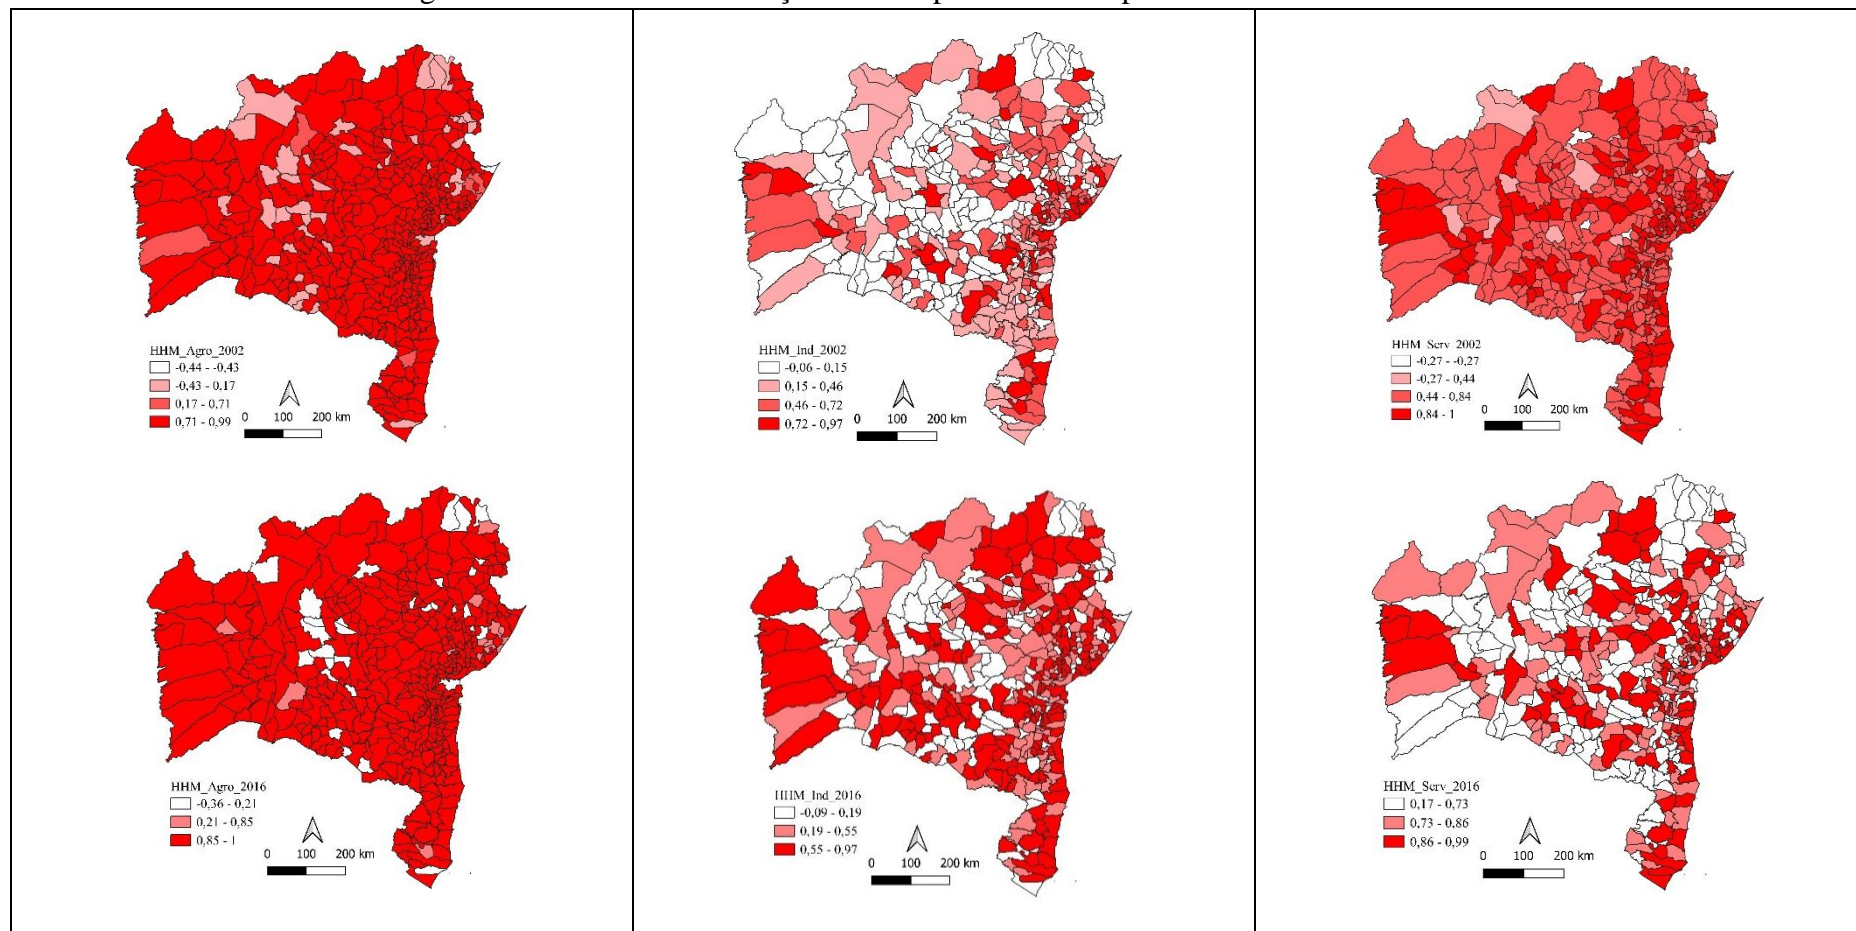 HHM_Agro_2002
-0,44 - -0,43
-0,43 - 0,17
0,17 - 0,71
0,71 - 0,99
0 100 200 km
HHM_Ind_2002
-0,06 - 0,15
0,15 - 0,46
0,46 - 0,72
0,72 - 0,97
0 100 200 km
HHM_Serv_2002
-0,27 - -0,27
-0,27 - 0,44
0,44 - 0,84
0,84 - 1
0 100 200 km
HHM_Agro_2016
-0,36 - 0,21
0,21 - 0,85
0,85 - 1
0 100 200 km
HHM_Ind_2016
-0,09 - 0,19
0,19 - 0,55
0,55 - 0,97
0 100 200 km
HHM_Serv_2016
0,17 - 0,73
0,73 - 0,86
0,86 - 0,99
0 100 200 km